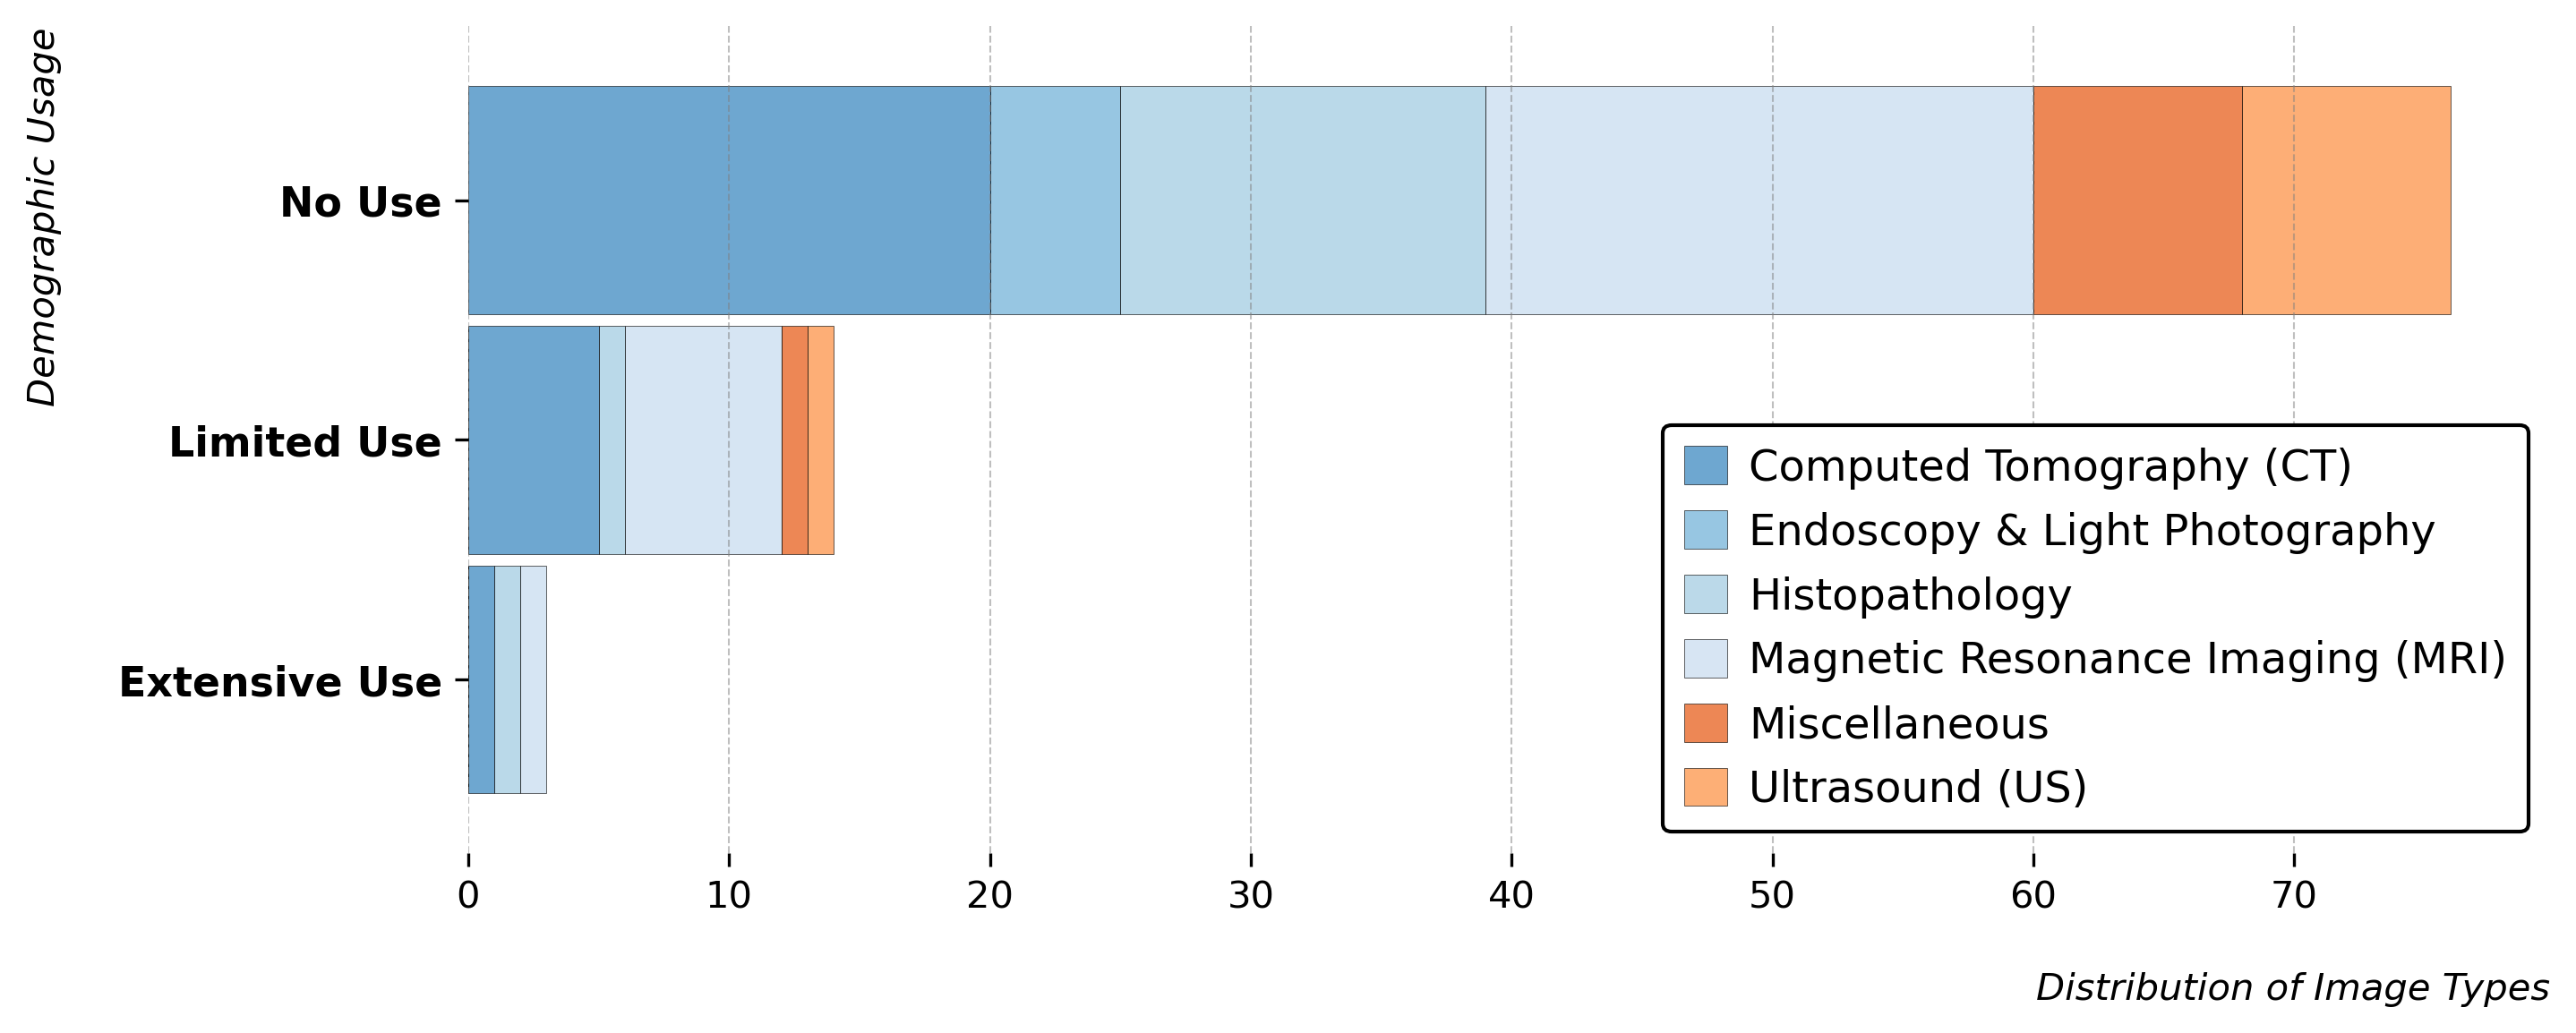 Demographic Usage
No Use
Limited Use
Extensive Use
Computed Tomography (CT)
Endoscopy & Light Photography
Histopathology
Magnetic Resonance Imaging (MRI)
Miscellaneous
Ultrasound (US)
0 10 20 30 40 50 60 70
Distribution of Image Types